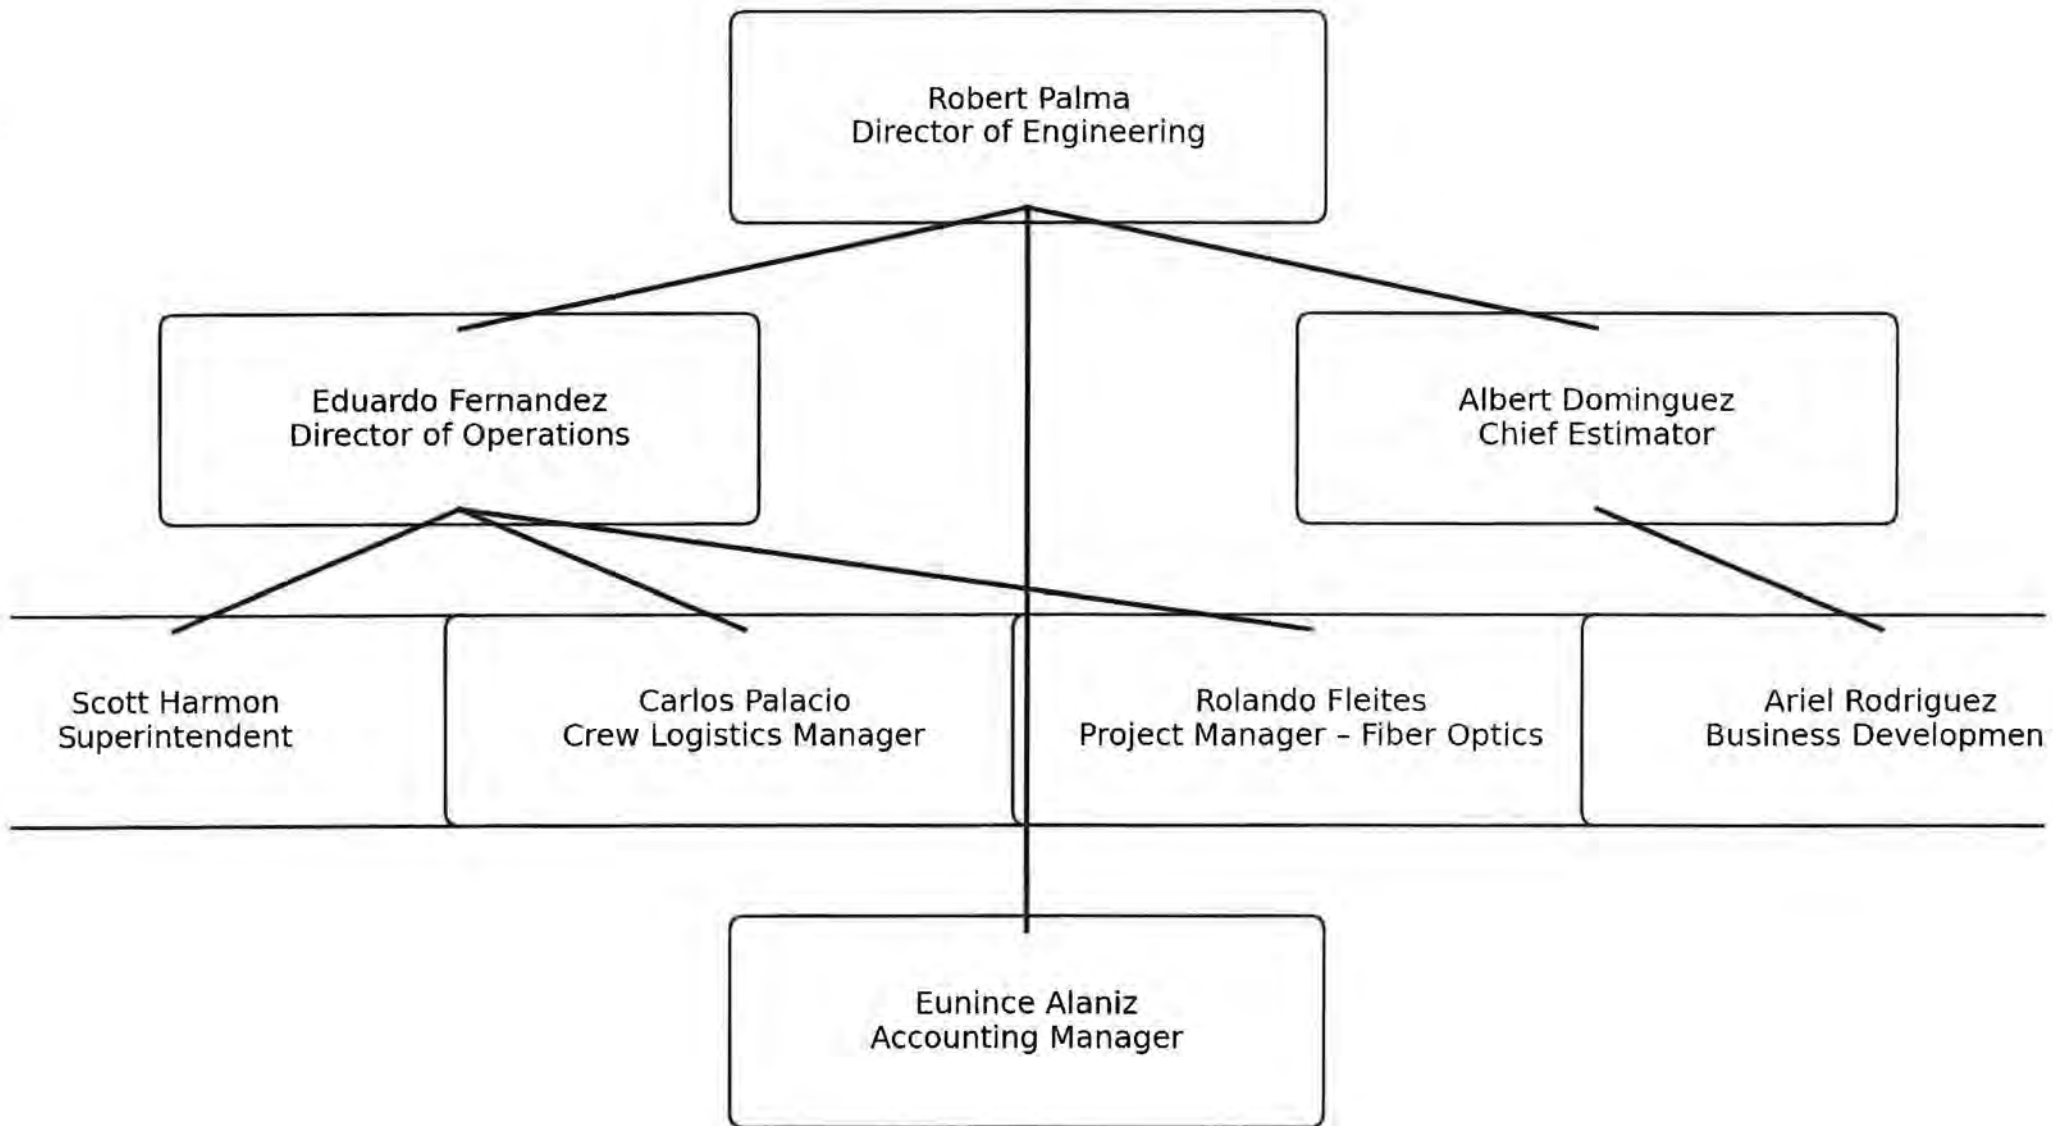 Robert Palma
Director of Engineering
Eduardo Fernandez
Director of Operations
Albert Dominguez
Chief Estimator
Scott Harmon
Superintendent
Carlos Palacio
Crew Logistics Manager
Rolando Fleites
Project Manager – Fiber Optics
Ariel Rodriguez
Business Developmen
Eunince Alaniz
Accounting Manager